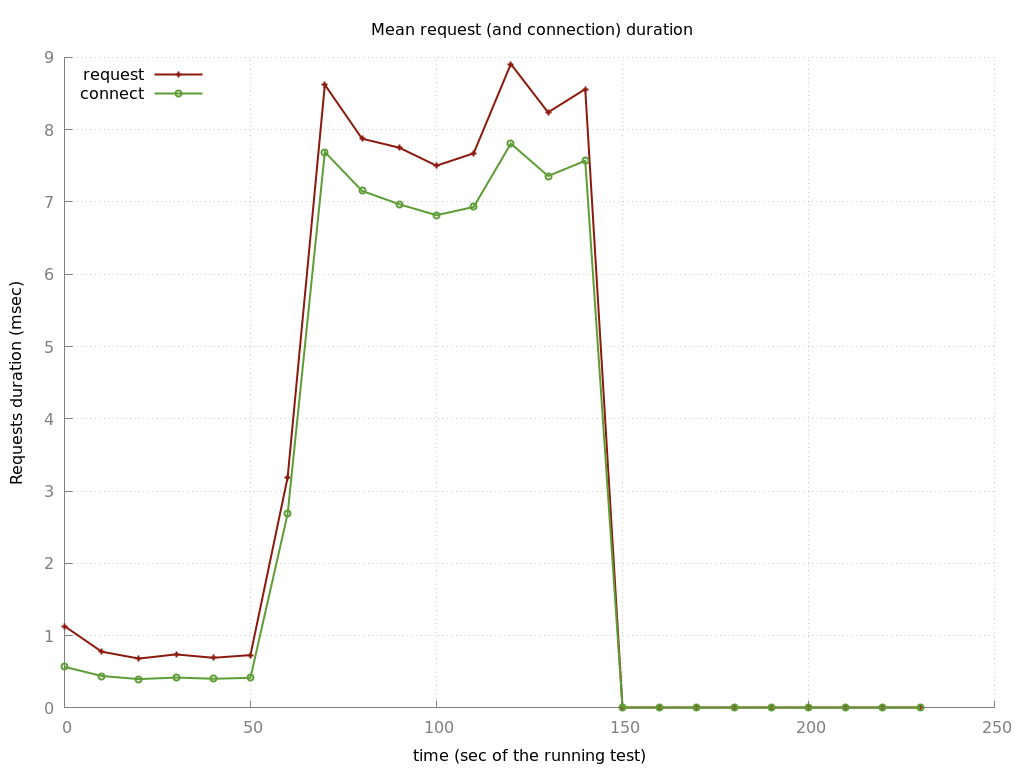 Mean request (and connection) duration
request
connect
9
8
7
6
5
4
3
2
1
0
Requests duration (msec)
0 50 100 150 200 250
time (sec of the running test)